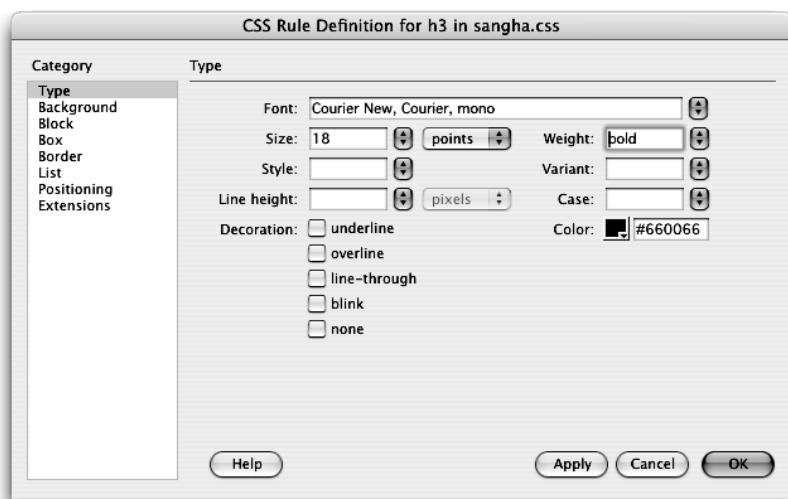 CSS Rule Definition for h3 in sangha.css
Category
Type
Type
Background
Block
Box
Border
List
Positioning
Extensions
Font: Courier New, Courier, mono
Size: 18 points Weight: bold
Style: Variant:
Line height: pixels Case:
Decoration: underline Color: #660066
overline
line-through
blink
none
Help Apply Cancel OK